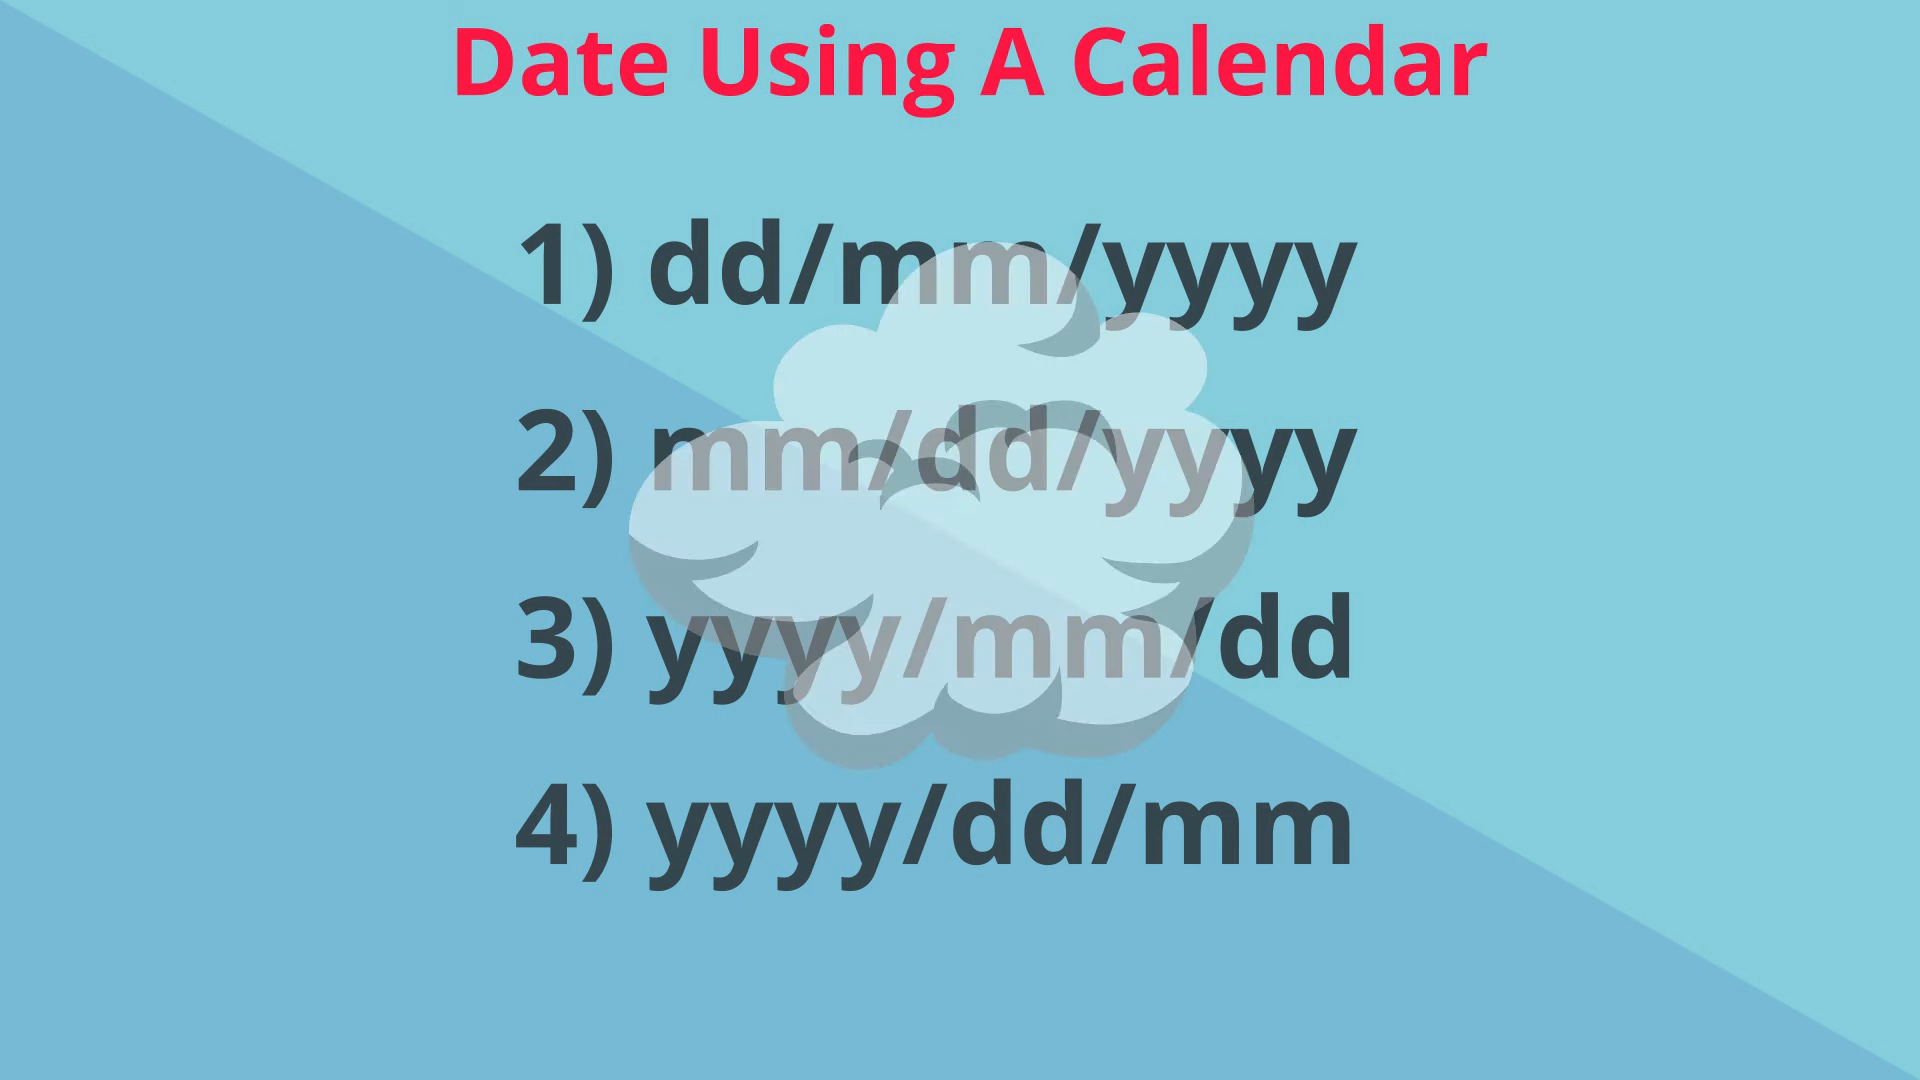 Date Using A Calendar
1) dd/mm/yyyy
2) mm/dd/yyyy
3) yyyy/mm/dd
4) yyyy/dd/mm